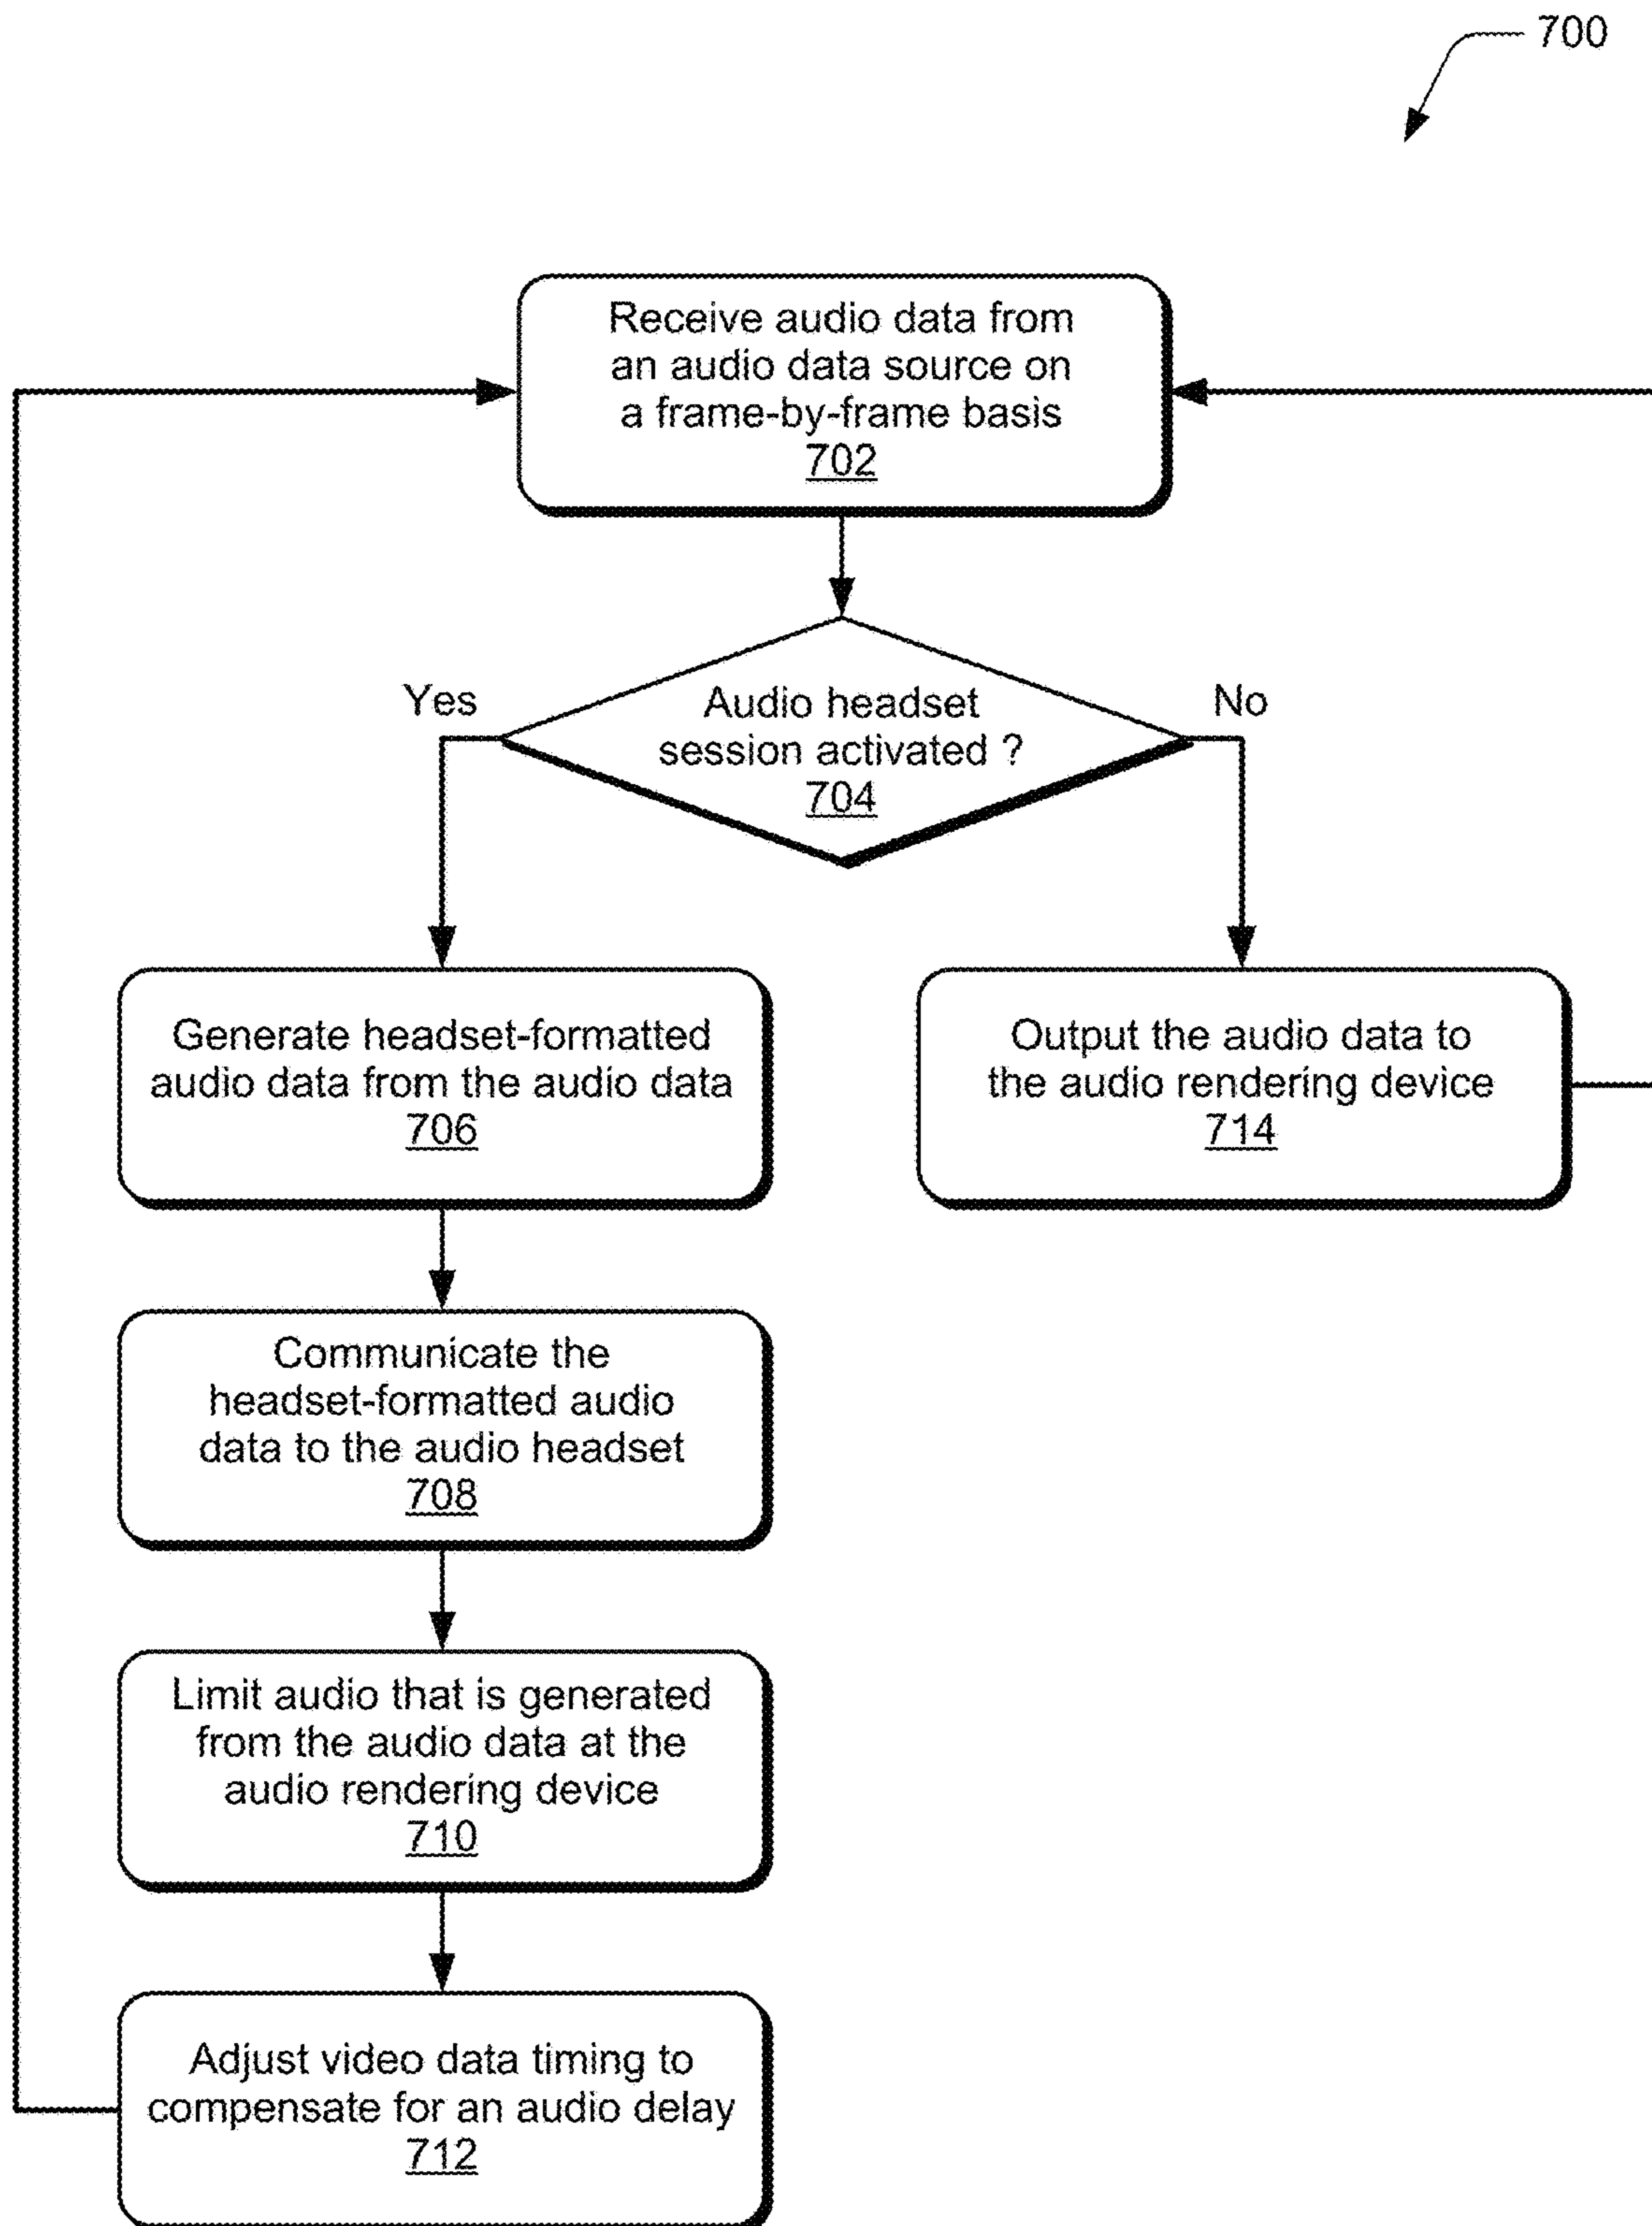 700
Receive audio data from
an audio data source on
a frame-by-frame basis
702
Yes
Audio headset
session activated ?
704
No
Generate headset-formatted
audio data from the audio data
706
Output the audio data to
the audio rendering device
714
Communicate the
headset-formatted audio
data to the audio headset
708
Limit audio that is generated
from the audio data at the
audio rendering device
710
Adjust video data timing to
compensate for an audio delay
712